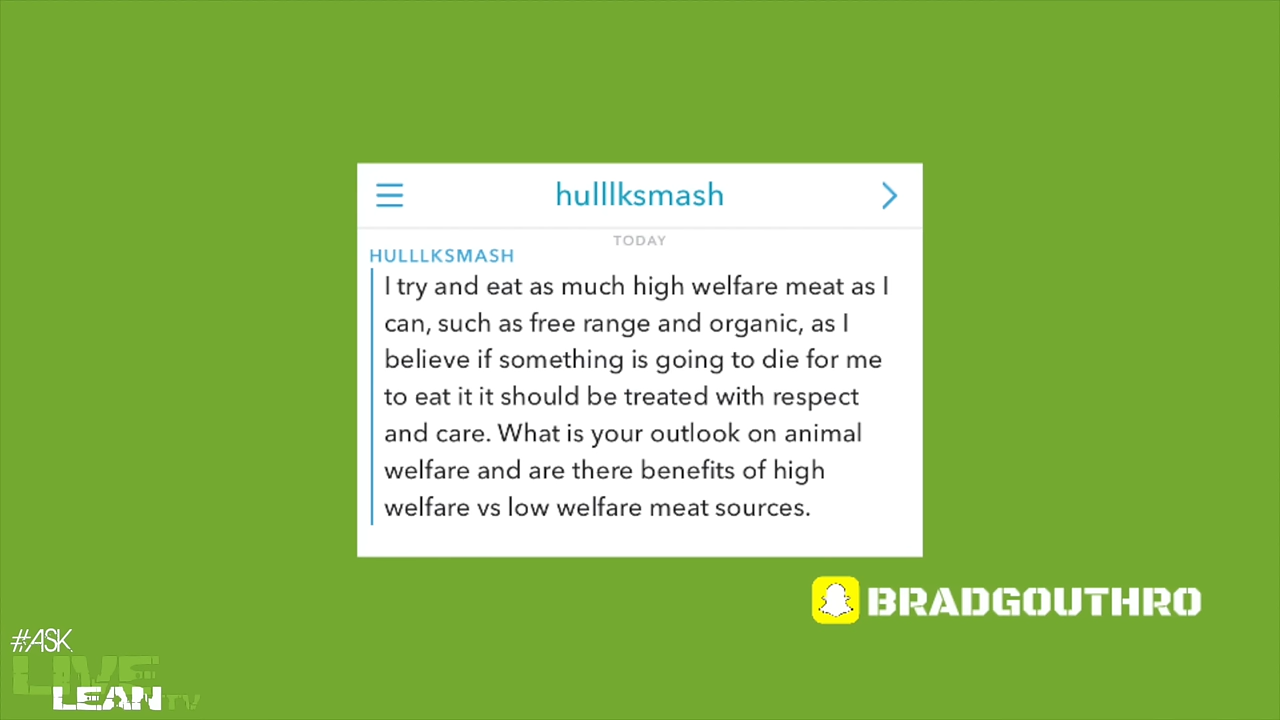 hulllksmash
TODAY
HULLLKSMASH
I try and eat as much high welfare meat as I
can, such as free range and organic, as I
believe if something is going to die for me
to eat it it should be treated with respect
and care. What is your outlook on animal
welfare and are there benefits of high
welfare vs low welfare meat sources.
BRADGOUTHRO
#ASK
LIVE
LEAN TV